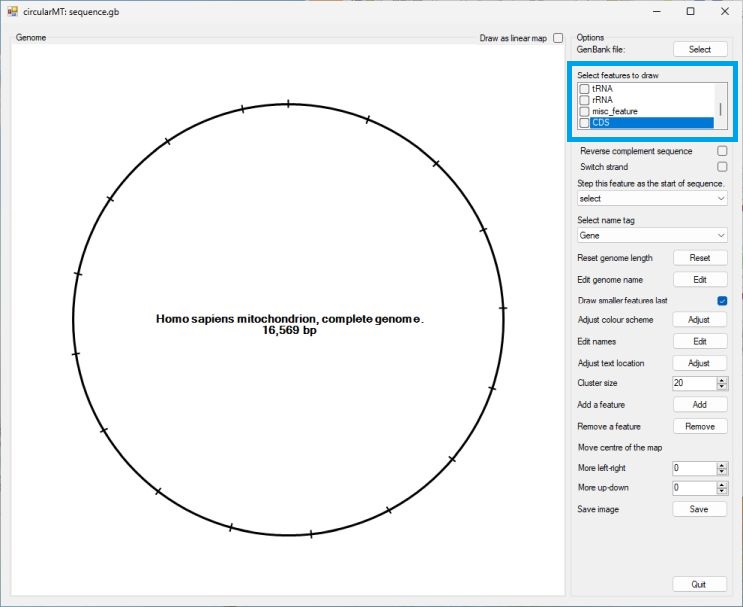 circularMT: sequence.gb
Genome
Draw as linear map
Homo sapiens mitochondrion, complete genome.
16,569 bp
Options
GenBank file: Select
Select features to draw
tRNA
rRNA
misc_feature
CDS
Reverse complement sequence
Switch strand
Step this feature as the start of sequence.
select
Select name tag
Gene
Reset genome length Reset
Edit genome name Edit
Draw smaller features last
Adjust colour scheme Adjust
Edit names Edit
Adjust text location Adjust
Cluster size 20
Add a feature Add
Remove a feature Remove
Move centre of the map
More left-right 0
More up-down 0
Save image Save
Quit